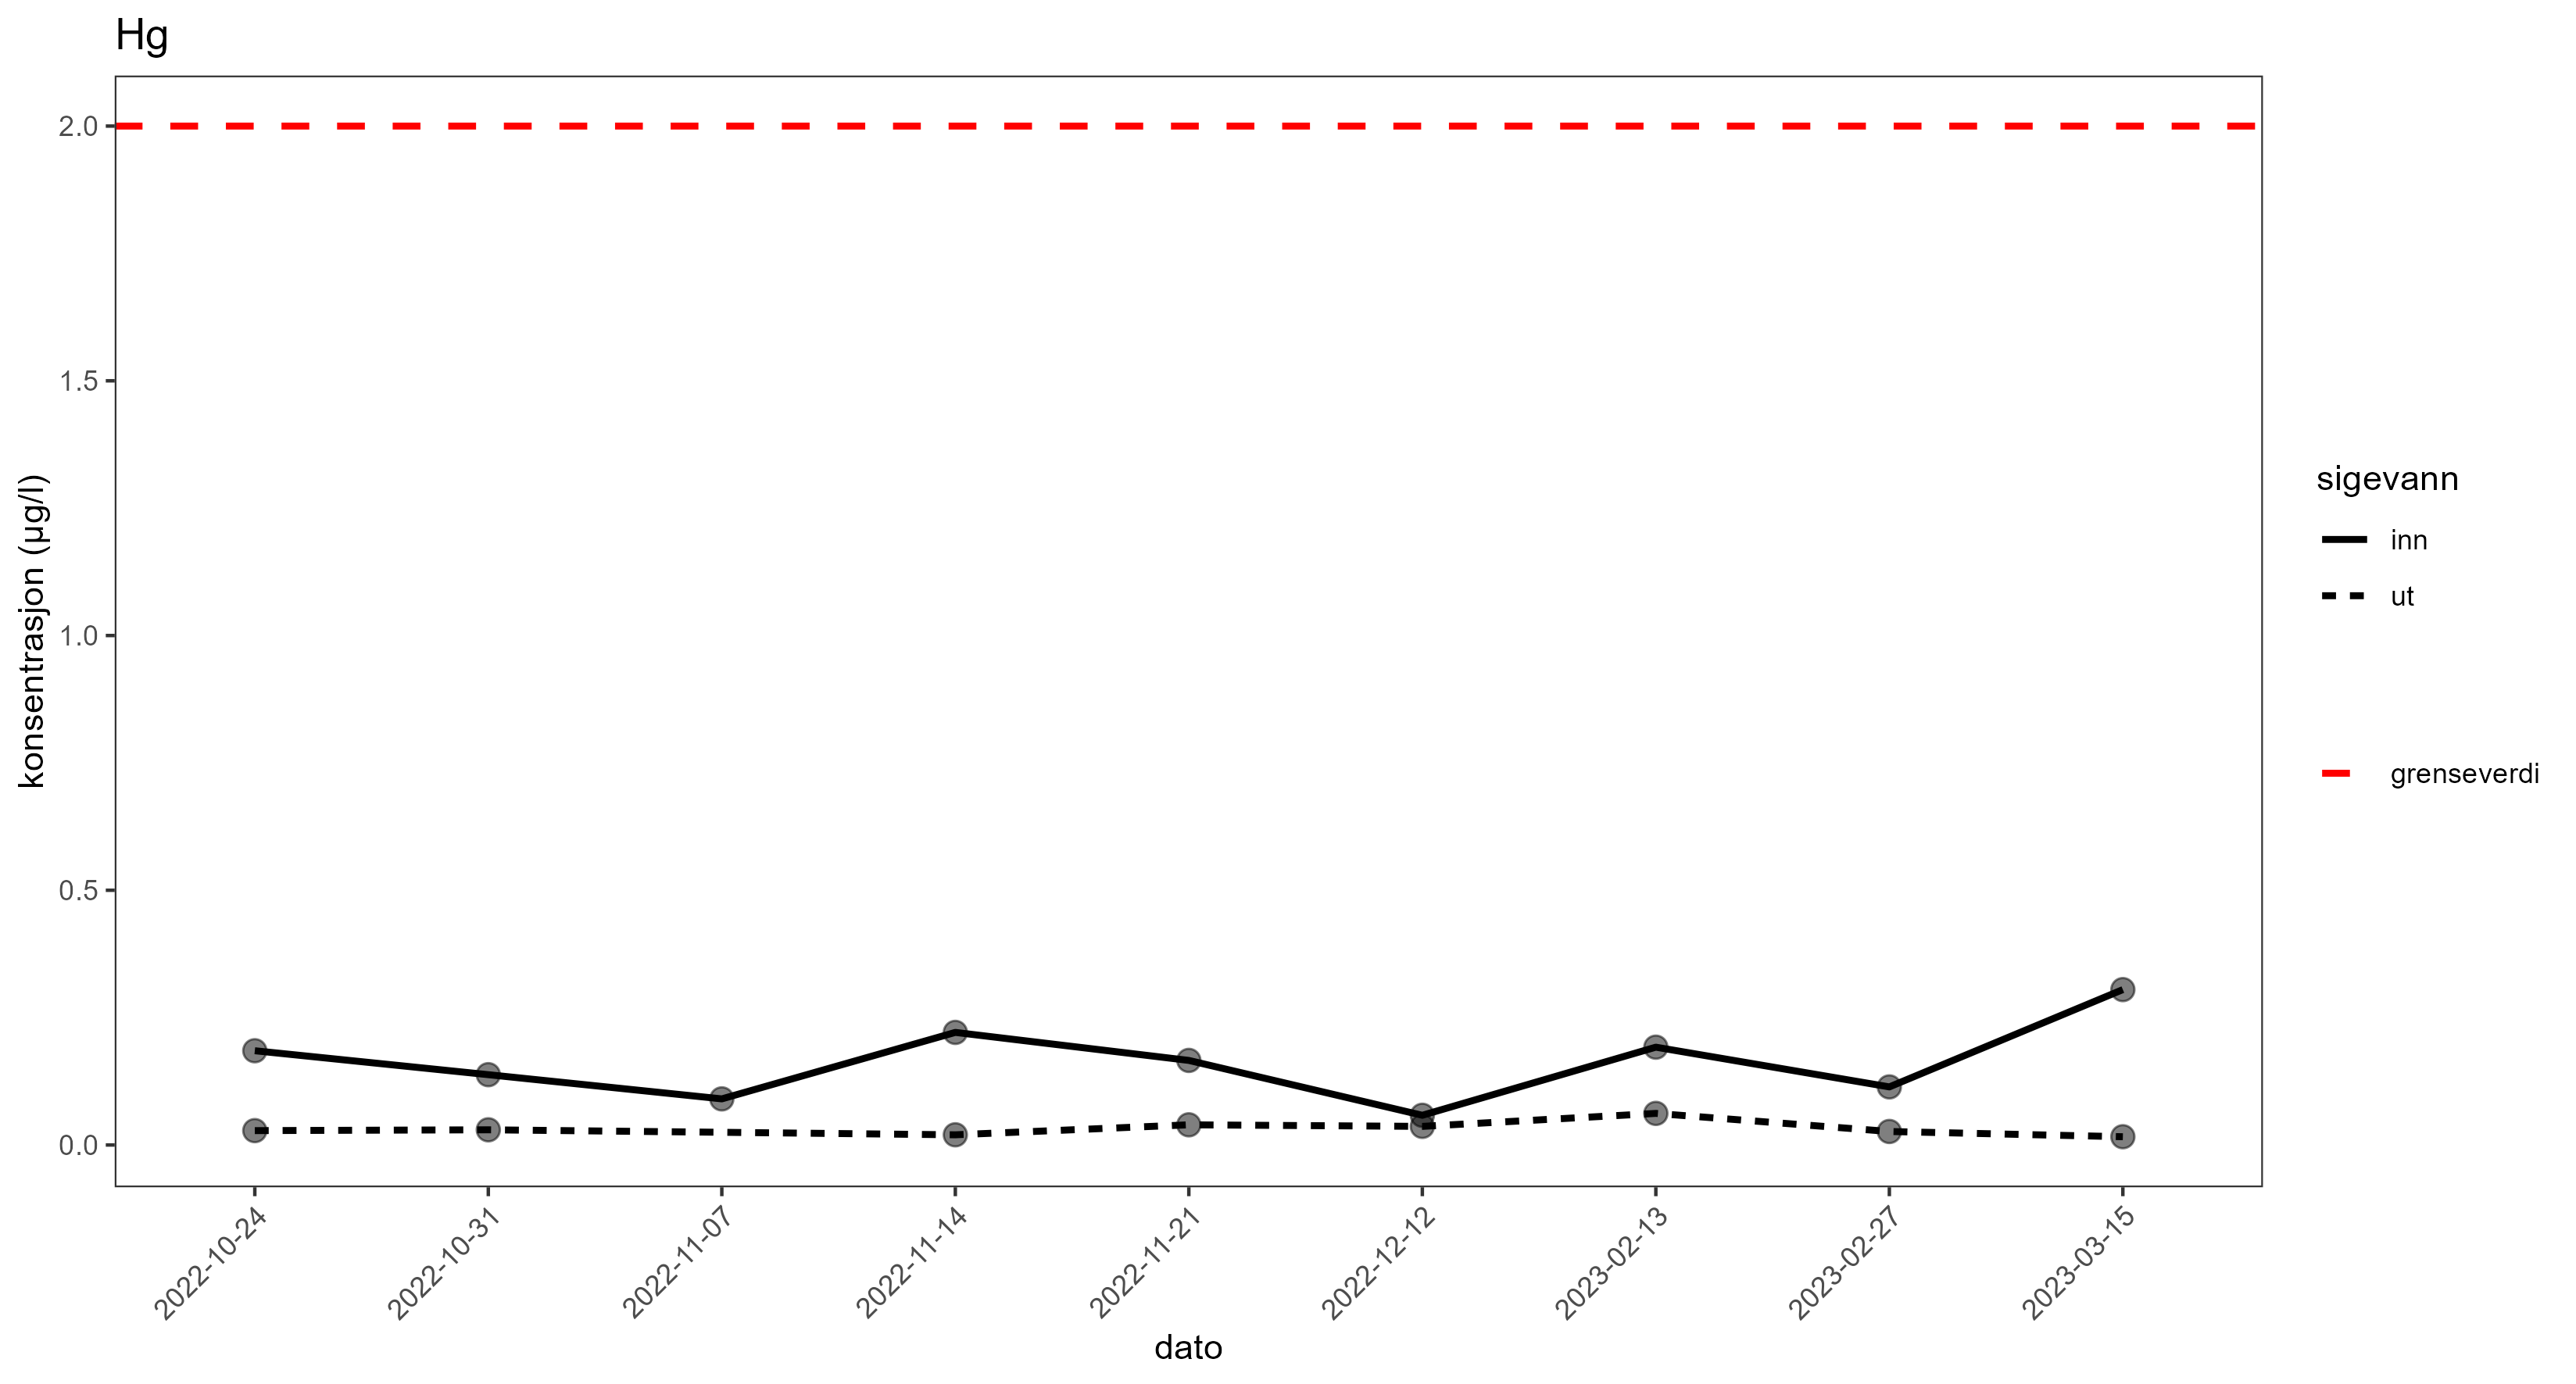 Hg
konsentrasjon (µg/l)
2.0
1.5
1.0
0.5
0.0
2022-10-24
2022-10-31
2022-11-07
2022-11-14
2022-11-21
2022-12-12
2023-02-13
2023-02-27
2023-03-15
dato
sigevann
inn
ut
grenseverdi